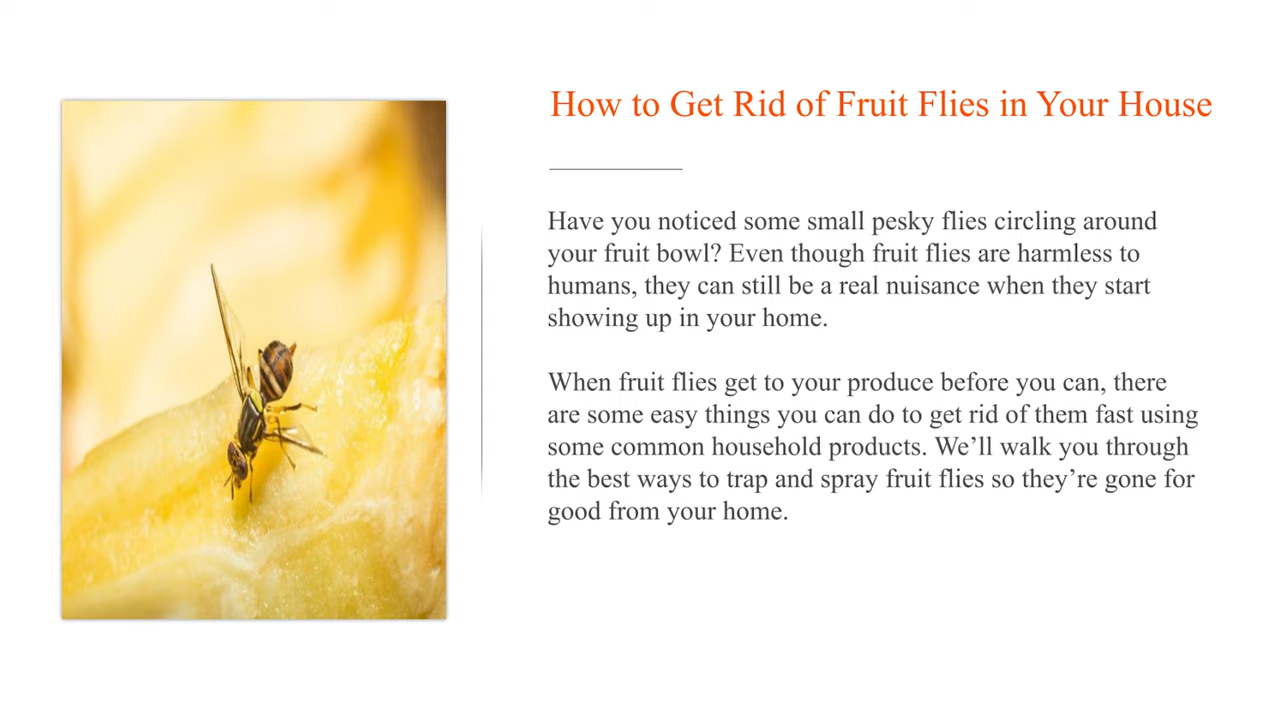 How to Get Rid of Fruit Flies in Your House
Have you noticed some small pesky flies circling around
your fruit bowl? Even though fruit flies are harmless to
humans, they can still be a real nuisance when they start
showing up in your home.
When fruit flies get to your produce before you can, there
are some easy things you can do to get rid of them fast using
some common household products. We’ll walk you through
the best ways to trap and spray fruit flies so they’re gone for
good from your home.